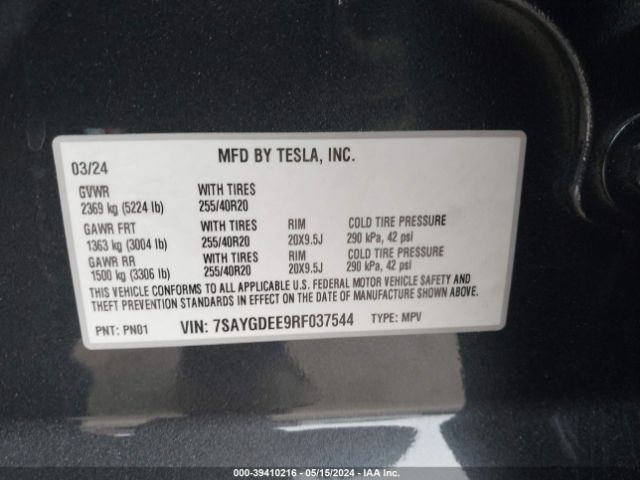 03/24
MFD BY TESLA, INC.
GVWR WITH TIRES
2369 kg (5224 lb) 255/40R20
GAWR FRT WITH TIRES RIM COLD TIRE PRESSURE
1363 kg (3004 lb) 255/40R20 20X9.5J 290 kPa, 42 psi
GAWR RR WITH TIRES RIM COLD TIRE PRESSURE
1500 kg (3306 lb) 255/40R20 20X9.5J 290 kPa, 42 psi
THIS VEHICLE CONFORMS TO ALL APPLICABLE U.S. FEDERAL MOTOR VEHICLE SAFETY AND
THEFT PREVENTION STANDARDS IN EFFECT ON THE DATE OF MANUFACTURE SHOWN ABOVE.
PNT: PN01 VIN: 7SAYGDEE9RF037544 TYPE: MPV
000-39410216 - 05/15/2024 - IAA Inc.